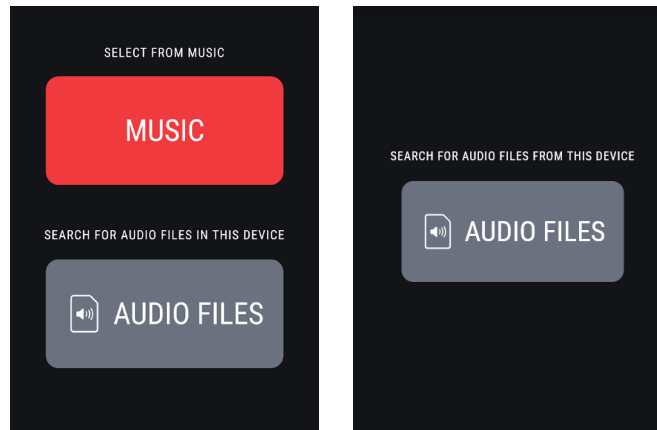 SELECT FROM MUSIC
MUSIC
SEARCH FOR AUDIO FILES IN THIS DEVICE
AUDIO FILES
SEARCH FOR AUDIO FILES FROM THIS DEVICE
AUDIO FILES